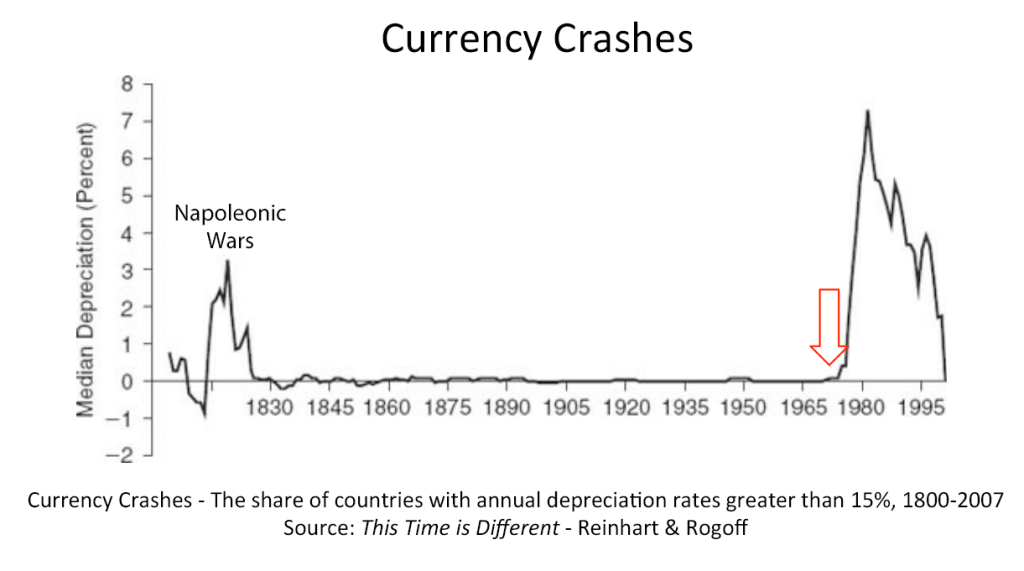 Currency Crashes
Median Depreciation (Percent)
8
7
6
5
4
3
2
1
0
−1
−2
Napoleonic
Wars
1830 1845 1860 1875 1890 1905 1920 1935 1950 1965 1980 1995
Currency Crashes - The share of countries with annual depreciation rates greater than 15%, 1800-2007
Source: This Time is Different - Reinhart & Rogoff